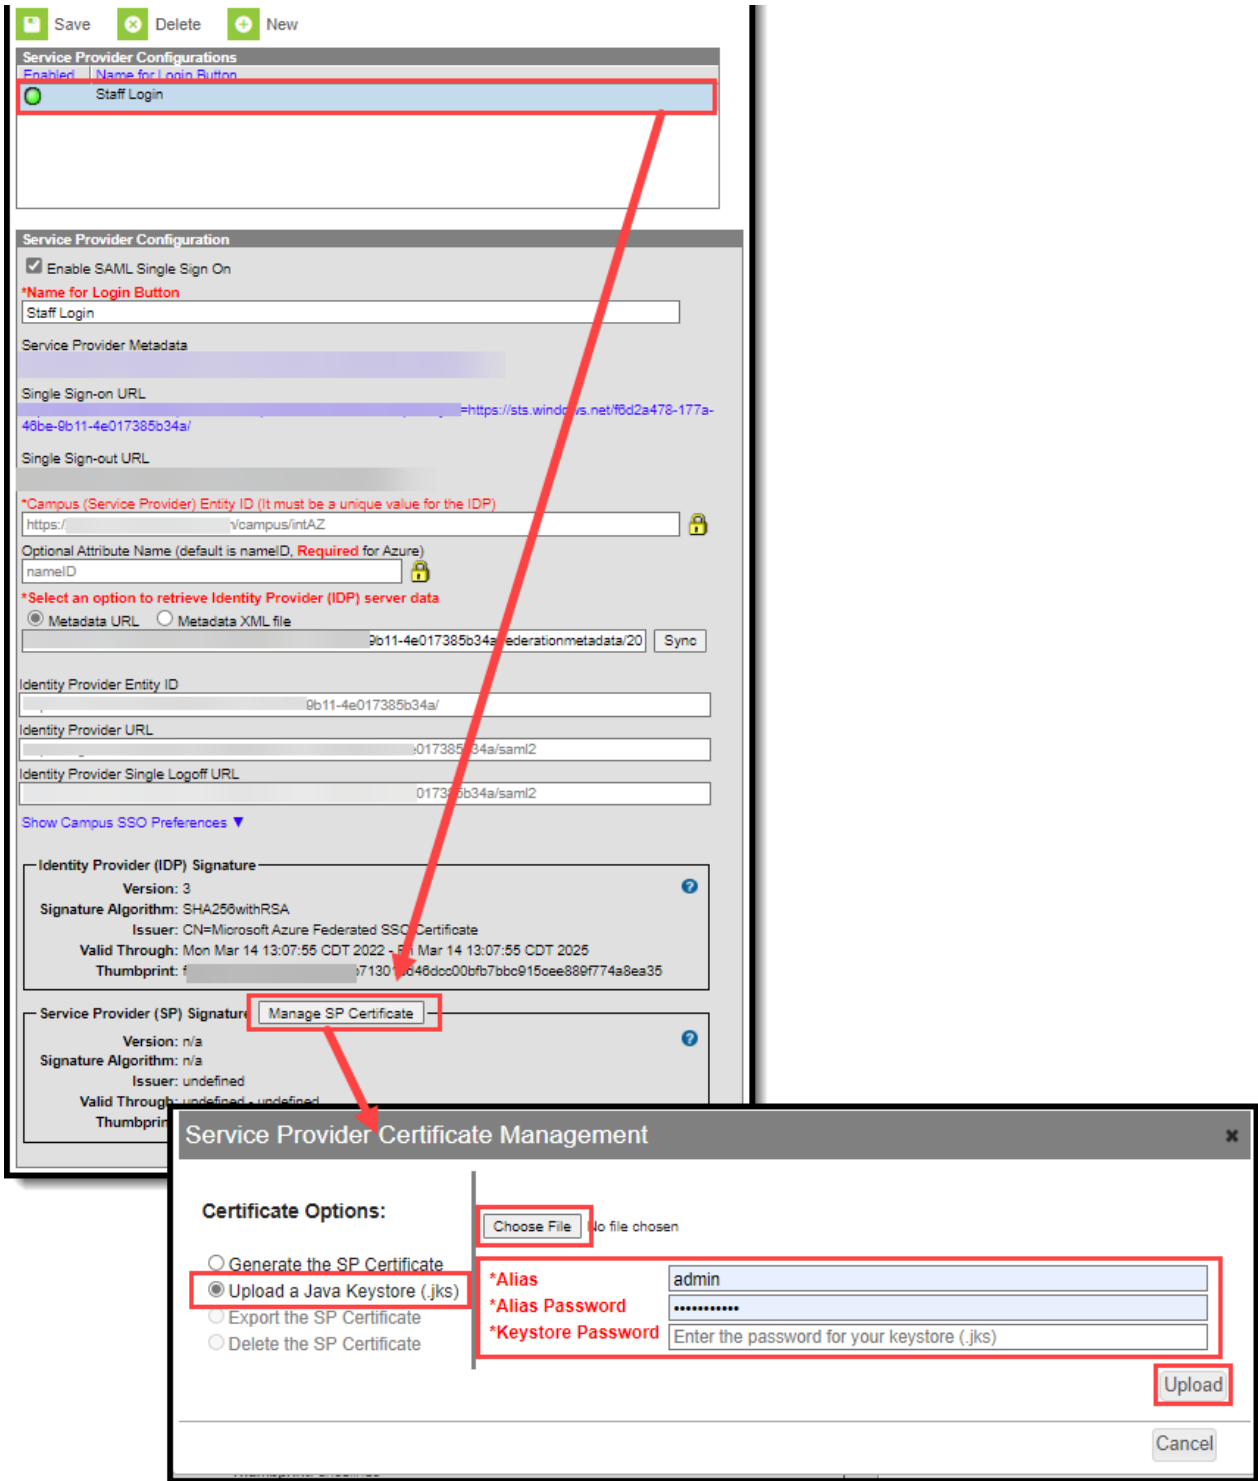 Save Delete New
Service Provider Configurations
Enabled Name for Login Button
Staff Login
Service Provider Configuration
Enable SAML Single Sign On
*Name for Login Button
Staff Login
Service Provider Metadata
Single Sign-on URL
=https://sts.windows.net/f6d2a478-177a-
46be-9b11-4e017385b34a/
Single Sign-out URL
*Campus (Service Provider) Entity ID (It must be a unique value for the IDP)
https:/ /campus/intAZ
Optional Attribute Name (default is nameID, Required for Azure)
nameID
*Select an option to retrieve Identity Provider (IDP) server data
Metadata URL Metadata XML file
9b11-4e017385b34a/federationmetadata/20 Sync
Identity Provider Entity ID
9b11-4e017385b34a/
Identity Provider URL
017385b34a/saml2
Identity Provider Single Logoff URL
017385b34a/saml2
Show Campus SSO Preferences ▼
Identity Provider (IDP) Signature
Version: 3
Signature Algorithm: SHA256withRSA
Issuer: CN=Microsoft Azure Federated SSO Certificate
Valid Through: Mon Mar 14 13:07:55 CDT 2022 - Fri Mar 14 13:07:55 CDT 2025
Thumbprint:
Service Provider (SP) Signature Manage SP Certificate
Version: n/a
Signature Algorithm: n/a
Issuer: undefined
Valid Through: undefined - undefined
Service Provider Certificate Management
Certificate Options:
Choose File No file chosen
Generate the SP Certificate
Upload a Java Keystore (.jks)
Export the SP Certificate
Delete the SP Certificate
*Alias admin
*Alias Password •••••••••••
*Keystore Password Enter the password for your keystore (.jks)
Upload
Cancel